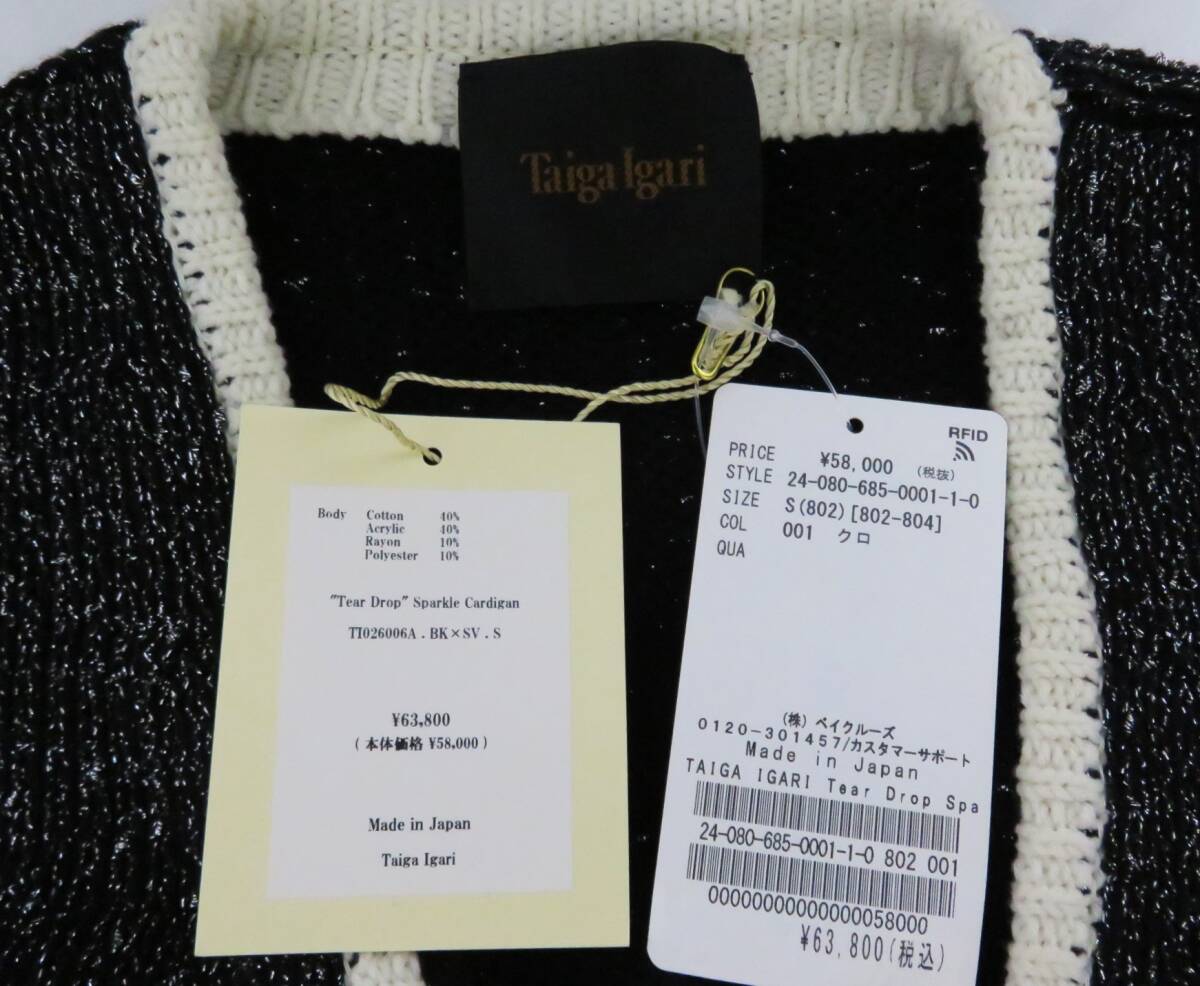 Taiga Igari
Body Cotton 40%
Acrylic 40%
Rayon 10%
Polyester 10%
"Tear Drop" Sparkle Cardigan
TI026006A . BK×SV . S
¥63,800
( 本体価格 ¥58,000 )
Made in Japan
Taiga Igari
RFID
PRICE ¥58,000 (税抜)
STYLE 24-080-685-0001-1-0
SIZE S(802)[802-804]
COL 001 クロ
QUA
(株) ベイクルーズ
0120-301457/カスタマーサポート
Made in Japan
TAIGA IGARI Tear Drop Spa
24-080-685-0001-1-0 802 001
00000000000000058000
¥63,800(税込)